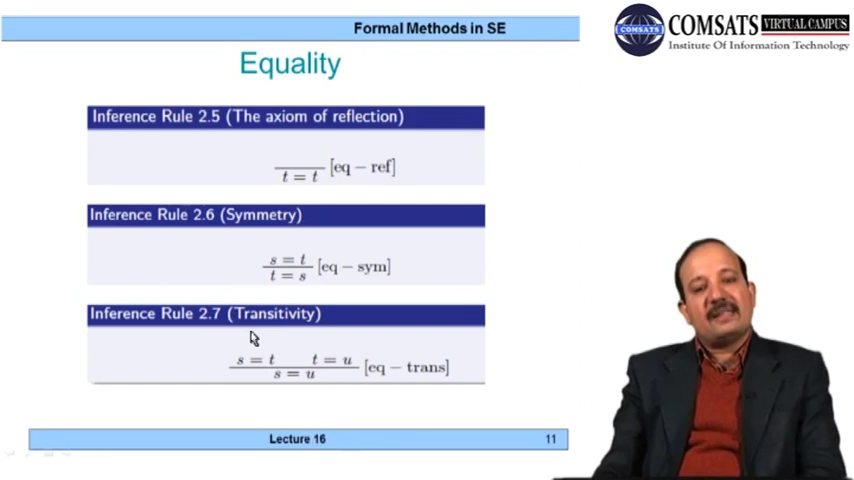 Formal Methods in SE
COMSATS VIRTUAL CAMPUS
COMSATS
Institute Of Information Technology
Equality
Inference Rule 2.5 (The axiom of reflection)
t = t [eq − ref]
Inference Rule 2.6 (Symmetry)
s = t
t = s [eq − sym]
Inference Rule 2.7 (Transitivity)
s = t t = u
s = u [eq − trans]
Lecture 16 11